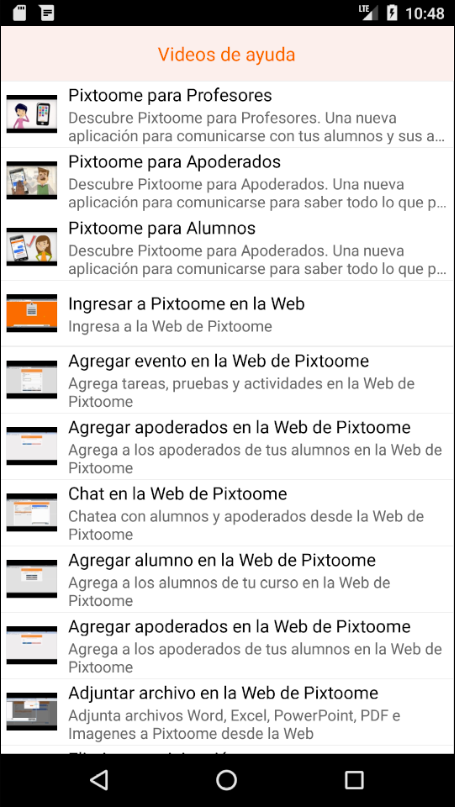 LTE 10:48
Videos de ayuda
Pixtoome para Profesores
Descubre Pixtoome para Profesores. Una nueva
aplicación para comunicarse con tus alumnos y sus a...
Pixtoome para Apoderados
Descubre Pixtoome para Apoderados. Una nueva
aplicación para comunicarse para saber todo lo que p...
Pixtoome para Alumnos
Descubre Pixtoome para Apoderados. Una nueva
aplicación para comunicarse para saber todo lo que p...
Ingresar a Pixtoome en la Web
Ingresa a la Web de Pixtoome
Agregar evento en la Web de Pixtoome
Agrega tareas, pruebas y actividades en la Web de
Pixtoome
Agregar apoderados en la Web de Pixtoome
Agrega a los apoderados de tus alumnos en la Web de
Pixtoome
Chat en la Web de Pixtoome
Chatea con alumnos y apoderados desde la Web de
Pixtoome
Agregar alumno en la Web de Pixtoome
Agrega a los alumnos de tu curso en la Web de
Pixtoome
Agregar apoderados en la Web de Pixtoome
Agrega a los apoderados de tus alumnos en la Web de
Pixtoome
Adjuntar archivo en la Web de Pixtoome
Adjunta archivos Word, Excel, PowerPoint, PDF e
Imagenes a Pixtoome desde la Web